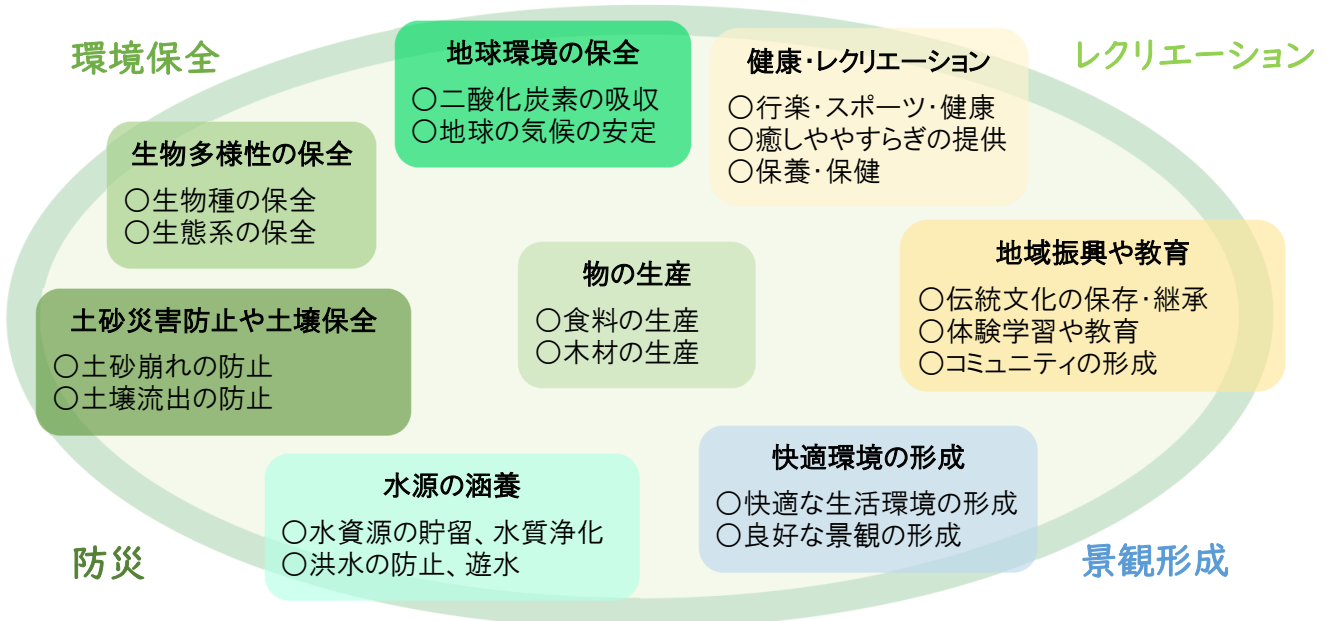 環境保全
地球環境の保全
○二酸化炭素の吸収
○地球の気候の安定
健康・レクリエーション
○行楽・スポーツ・健康
○癒しややすらぎの提供
○保養・保健
レクリエーション
生物多様性の保全
○生物種の保全
○生態系の保全
物の生産
○食料の生産
○木材の生産
地域振興や教育
○伝統文化の保存・継承
○体験学習や教育
○コミュニティの形成
土砂災害防止や土壌保全
○土砂崩れの防止
○土壌流出の防止
水源の涵養
○水資源の貯留、水質浄化
○洪水の防止、遊水
快適環境の形成
○快適な生活環境の形成
○良好な景観の形成
防災
景観形成